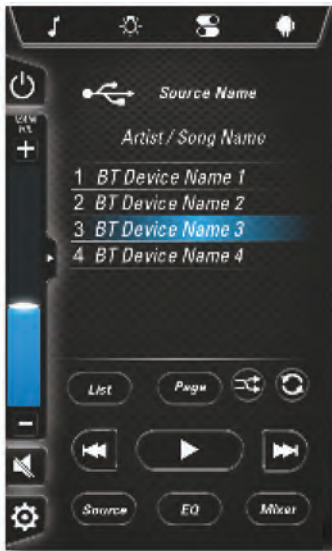 Source Name
Artist / Song Name
1 BT Device Name 1
2 BT Device Name 2
3 BT Device Name 3
4 BT Device Name 4
List
Page
Source
EQ
Mixer